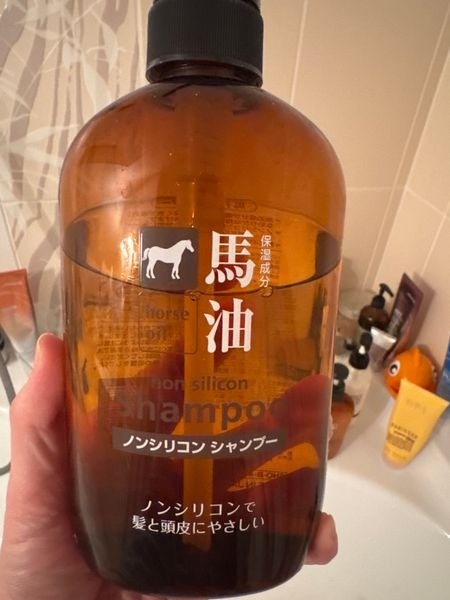 馬油
保湿成分
horse
oil
non silicon
Shampoo
ノンシリコン シャンプー
ノンシリコンで
髪と頭皮にやさしい